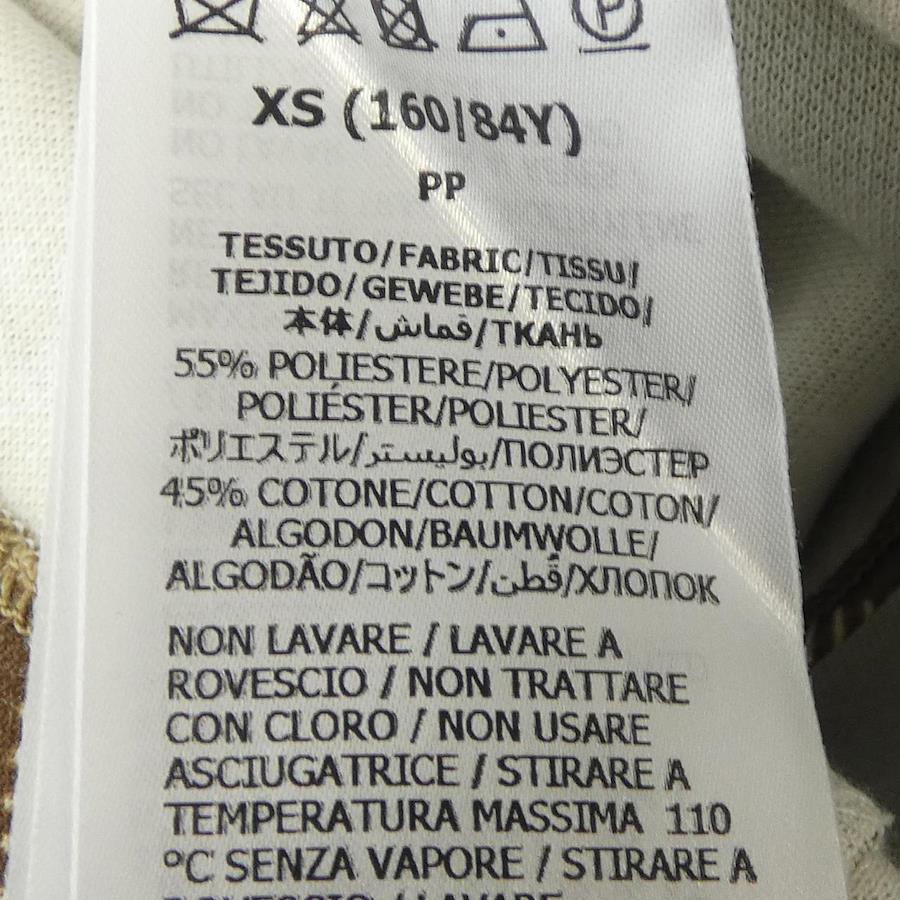 XS (160/84Y)
PP
TESSUTO/FABRIC/TISSU/
TEJIDO/GEWEBE/TECIDO/
本体/قماش/ТКАНЬ
55% POLIESTERE/POLYESTER/
POLIÉSTER/POLIESTER/
ポリエステル/بوليستر/ПОЛИЭСТЕР
45% COTONE/COTTON/COTON/
ALGODON/BAUMWOLLE/
ALGODÃO/コットン/قطن/ХЛОПОК
NON LAVARE / LAVARE A
ROVESCIO / NON TRATTARE
CON CLORO / NON USARE
ASCIUGATRICE / STIRARE A
TEMPERATURA MASSIMA 110
°C SENZA VAPORE / STIRARE A
ROVESCIO / LAVARE